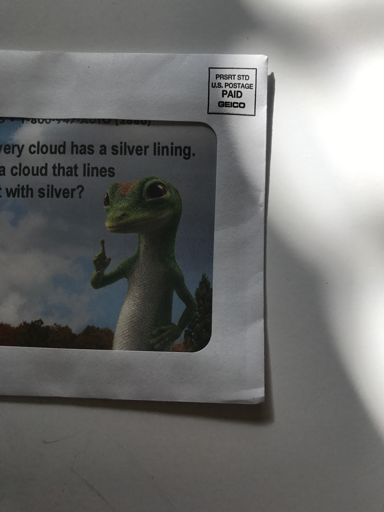 PRSRT STD
U.S. POSTAGE
PAID
GEICO
very cloud has a silver lining.
a cloud that lines
t with silver?